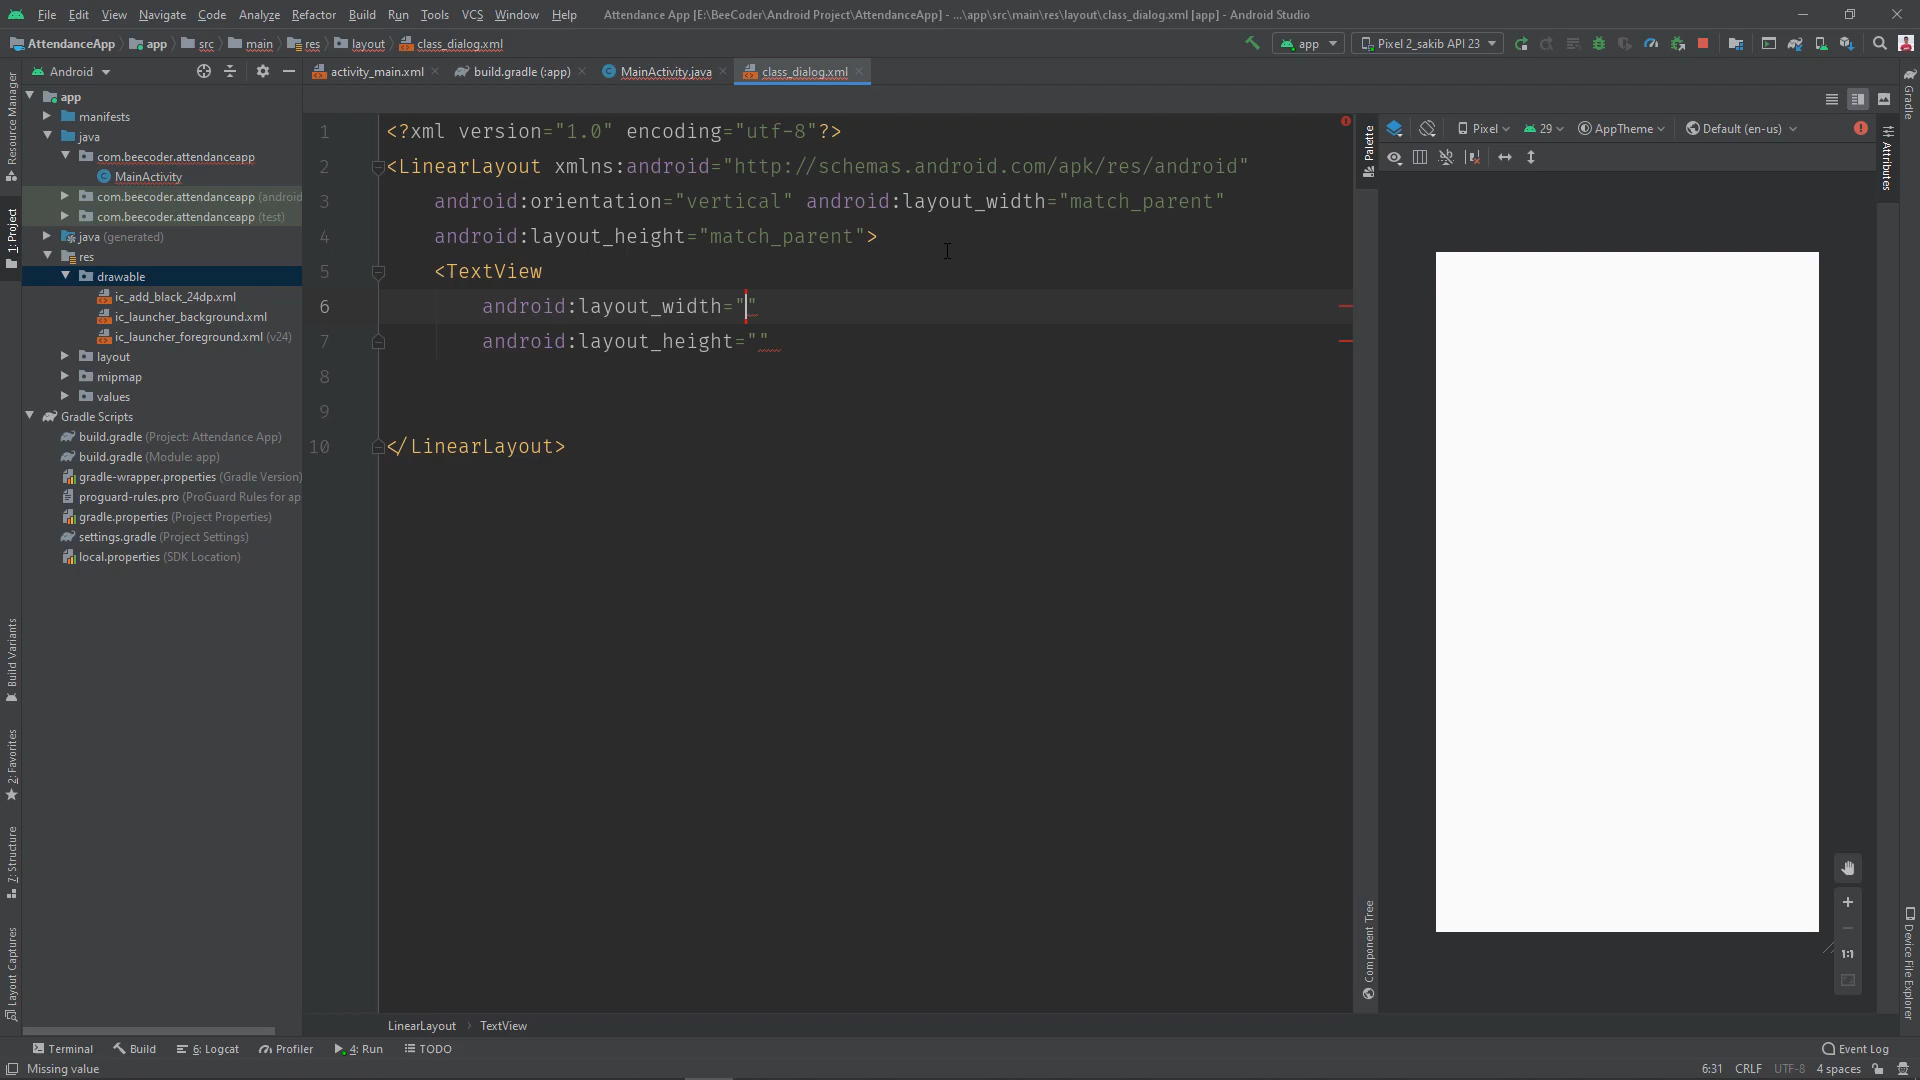 File Edit View Navigate Code Analyze Refactor Build Run Tools VCS Window Help Attendance App [E:\BeeCoder\Android Project\AttendanceApp] - ...\app\src\main\res\layout\class_dialog.xml [app] - Android Studio
AttendanceApp app src main res layout class_dialog.xml app Pixel 2_sakib API 23
Android activity_main.xml build.gradle (:app) MainActivity.java class_dialog.xml
app
manifests
java
com.beecoder.attendanceapp
MainActivity
com.beecoder.attendanceapp (android
com.beecoder.attendanceapp (test)
java (generated)
res
drawable
ic_add_black_24dp.xml
ic_launcher_background.xml
ic_launcher_foreground.xml (v24)
layout
mipmap
values
Gradle Scripts
build.gradle (Project: Attendance App)
build.gradle (Module: app)
gradle-wrapper.properties (Gradle Version)
proguard-rules.pro (ProGuard Rules for ap
gradle.properties (Project Properties)
settings.gradle (Project Settings)
local.properties (SDK Location)
Resource Manager
1: Project
Build Variants
2: Favorites
7: Structure
Layout Captures
1 <?xml version="1.0" encoding="utf-8"?>
2 <LinearLayout xmlns:android="http://schemas.android.com/apk/res/android"
3 android:orientation="vertical" android:layout_width="match_parent"
4 android:layout_height="match_parent">
5 <TextView
6 android:layout_width=""
7 android:layout_height=""
8
9
10 </LinearLayout>
LinearLayout › TextView
Palette
Component Tree
Pixel 29 AppTheme Default (en-us)
1:1
Gradle
Attributes
Device File Explorer
Terminal Build 6: Logcat Profiler 4: Run TODO Event Log
Missing value 6:31 CRLF UTF-8 4 spaces